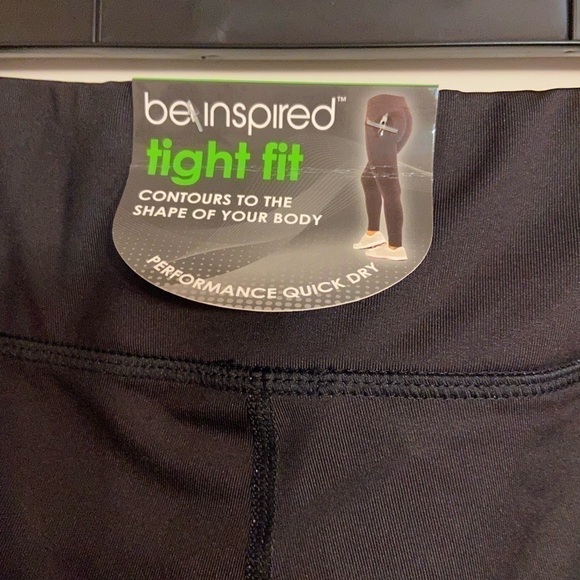 be inspired™
tight fit
CONTOURS TO THE
SHAPE OF YOUR BODY
PERFORMANCE QUICK DRY